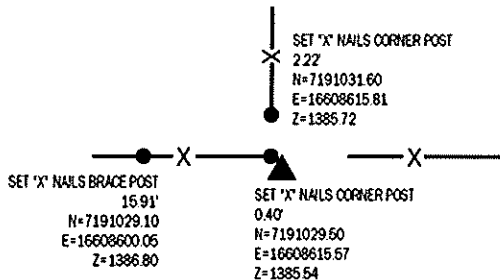 SET "X" NAILS CORNER POST
2.22'
N=7191031.60
E=16608615.81
Z=1385.72
SET "X" NAILS BRACE POST
15.91'
N=7191029.10
E=16608600.05
Z=1386.80
SET "X" NAILS CORNER POST
0.40'
N=7191029.50
E=16608615.57
Z=1385.54